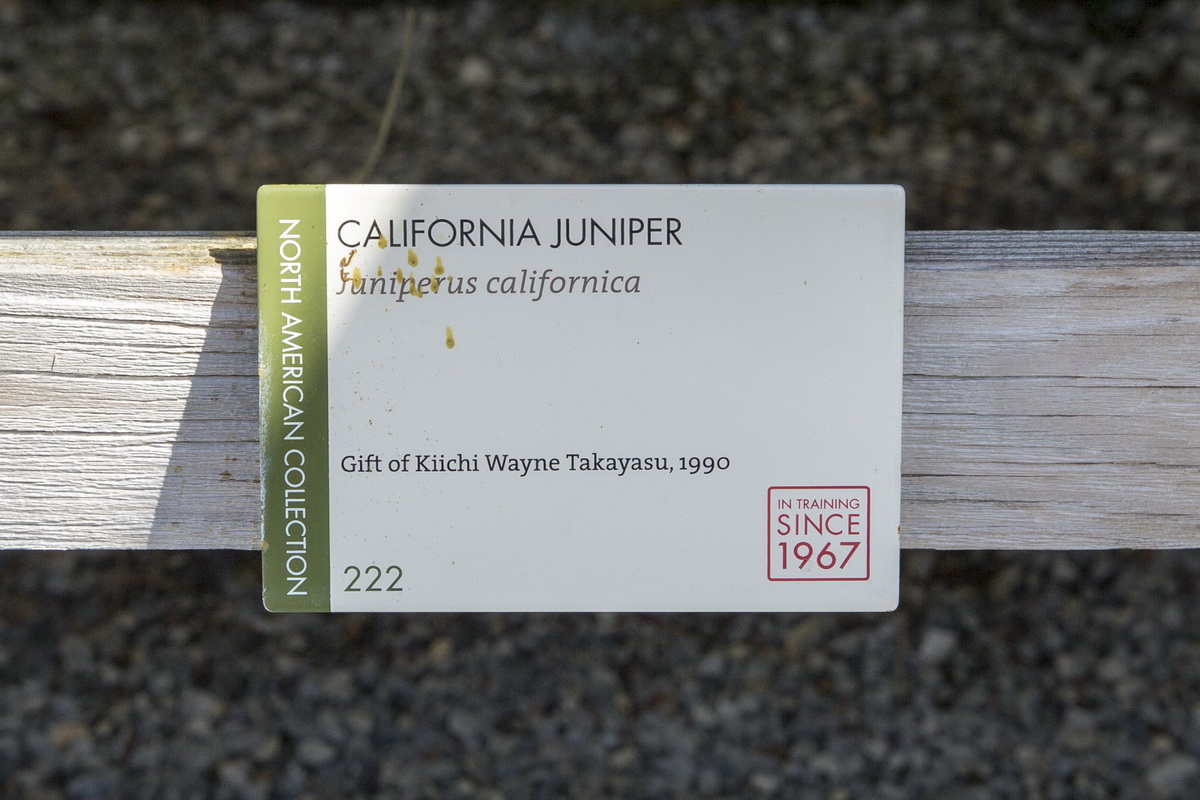 NORTH AMERICAN COLLECTION
CALIFORNIA JUNIPER
Juniperus californica
Gift of Kiichi Wayne Takayasu, 1990
222
IN TRAINING
SINCE
1967